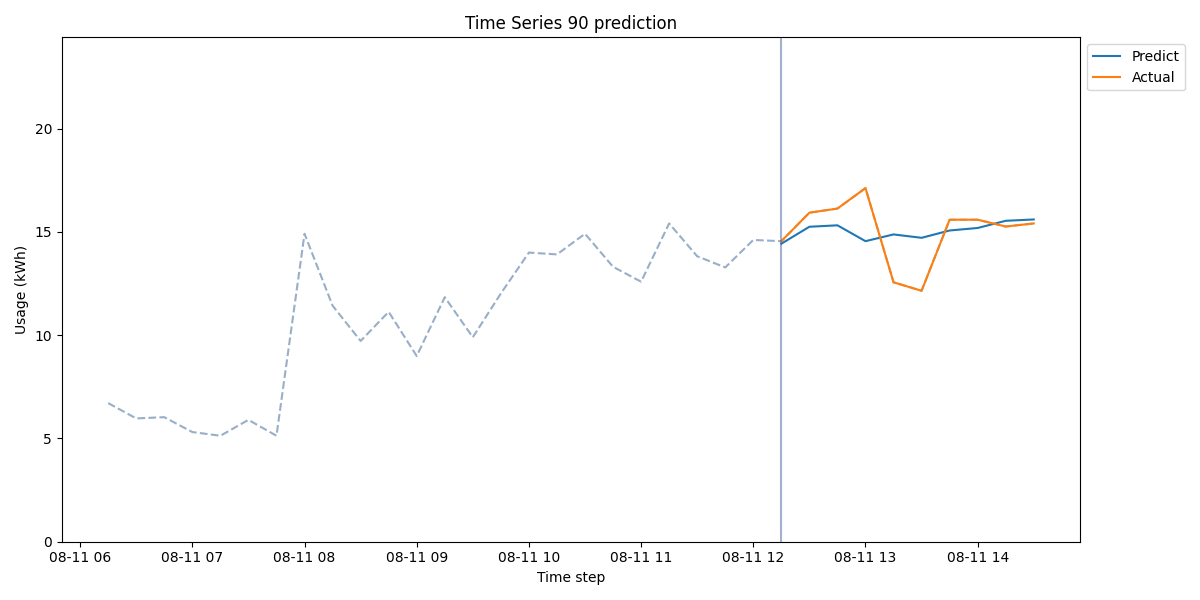 Time Series 90 prediction
Predict
Actual
Usage (kWh)
20
15
10
5
0
08-11 06 08-11 07 08-11 08 08-11 09 08-11 10 08-11 11 08-11 12 08-11 13 08-11 14
Time step